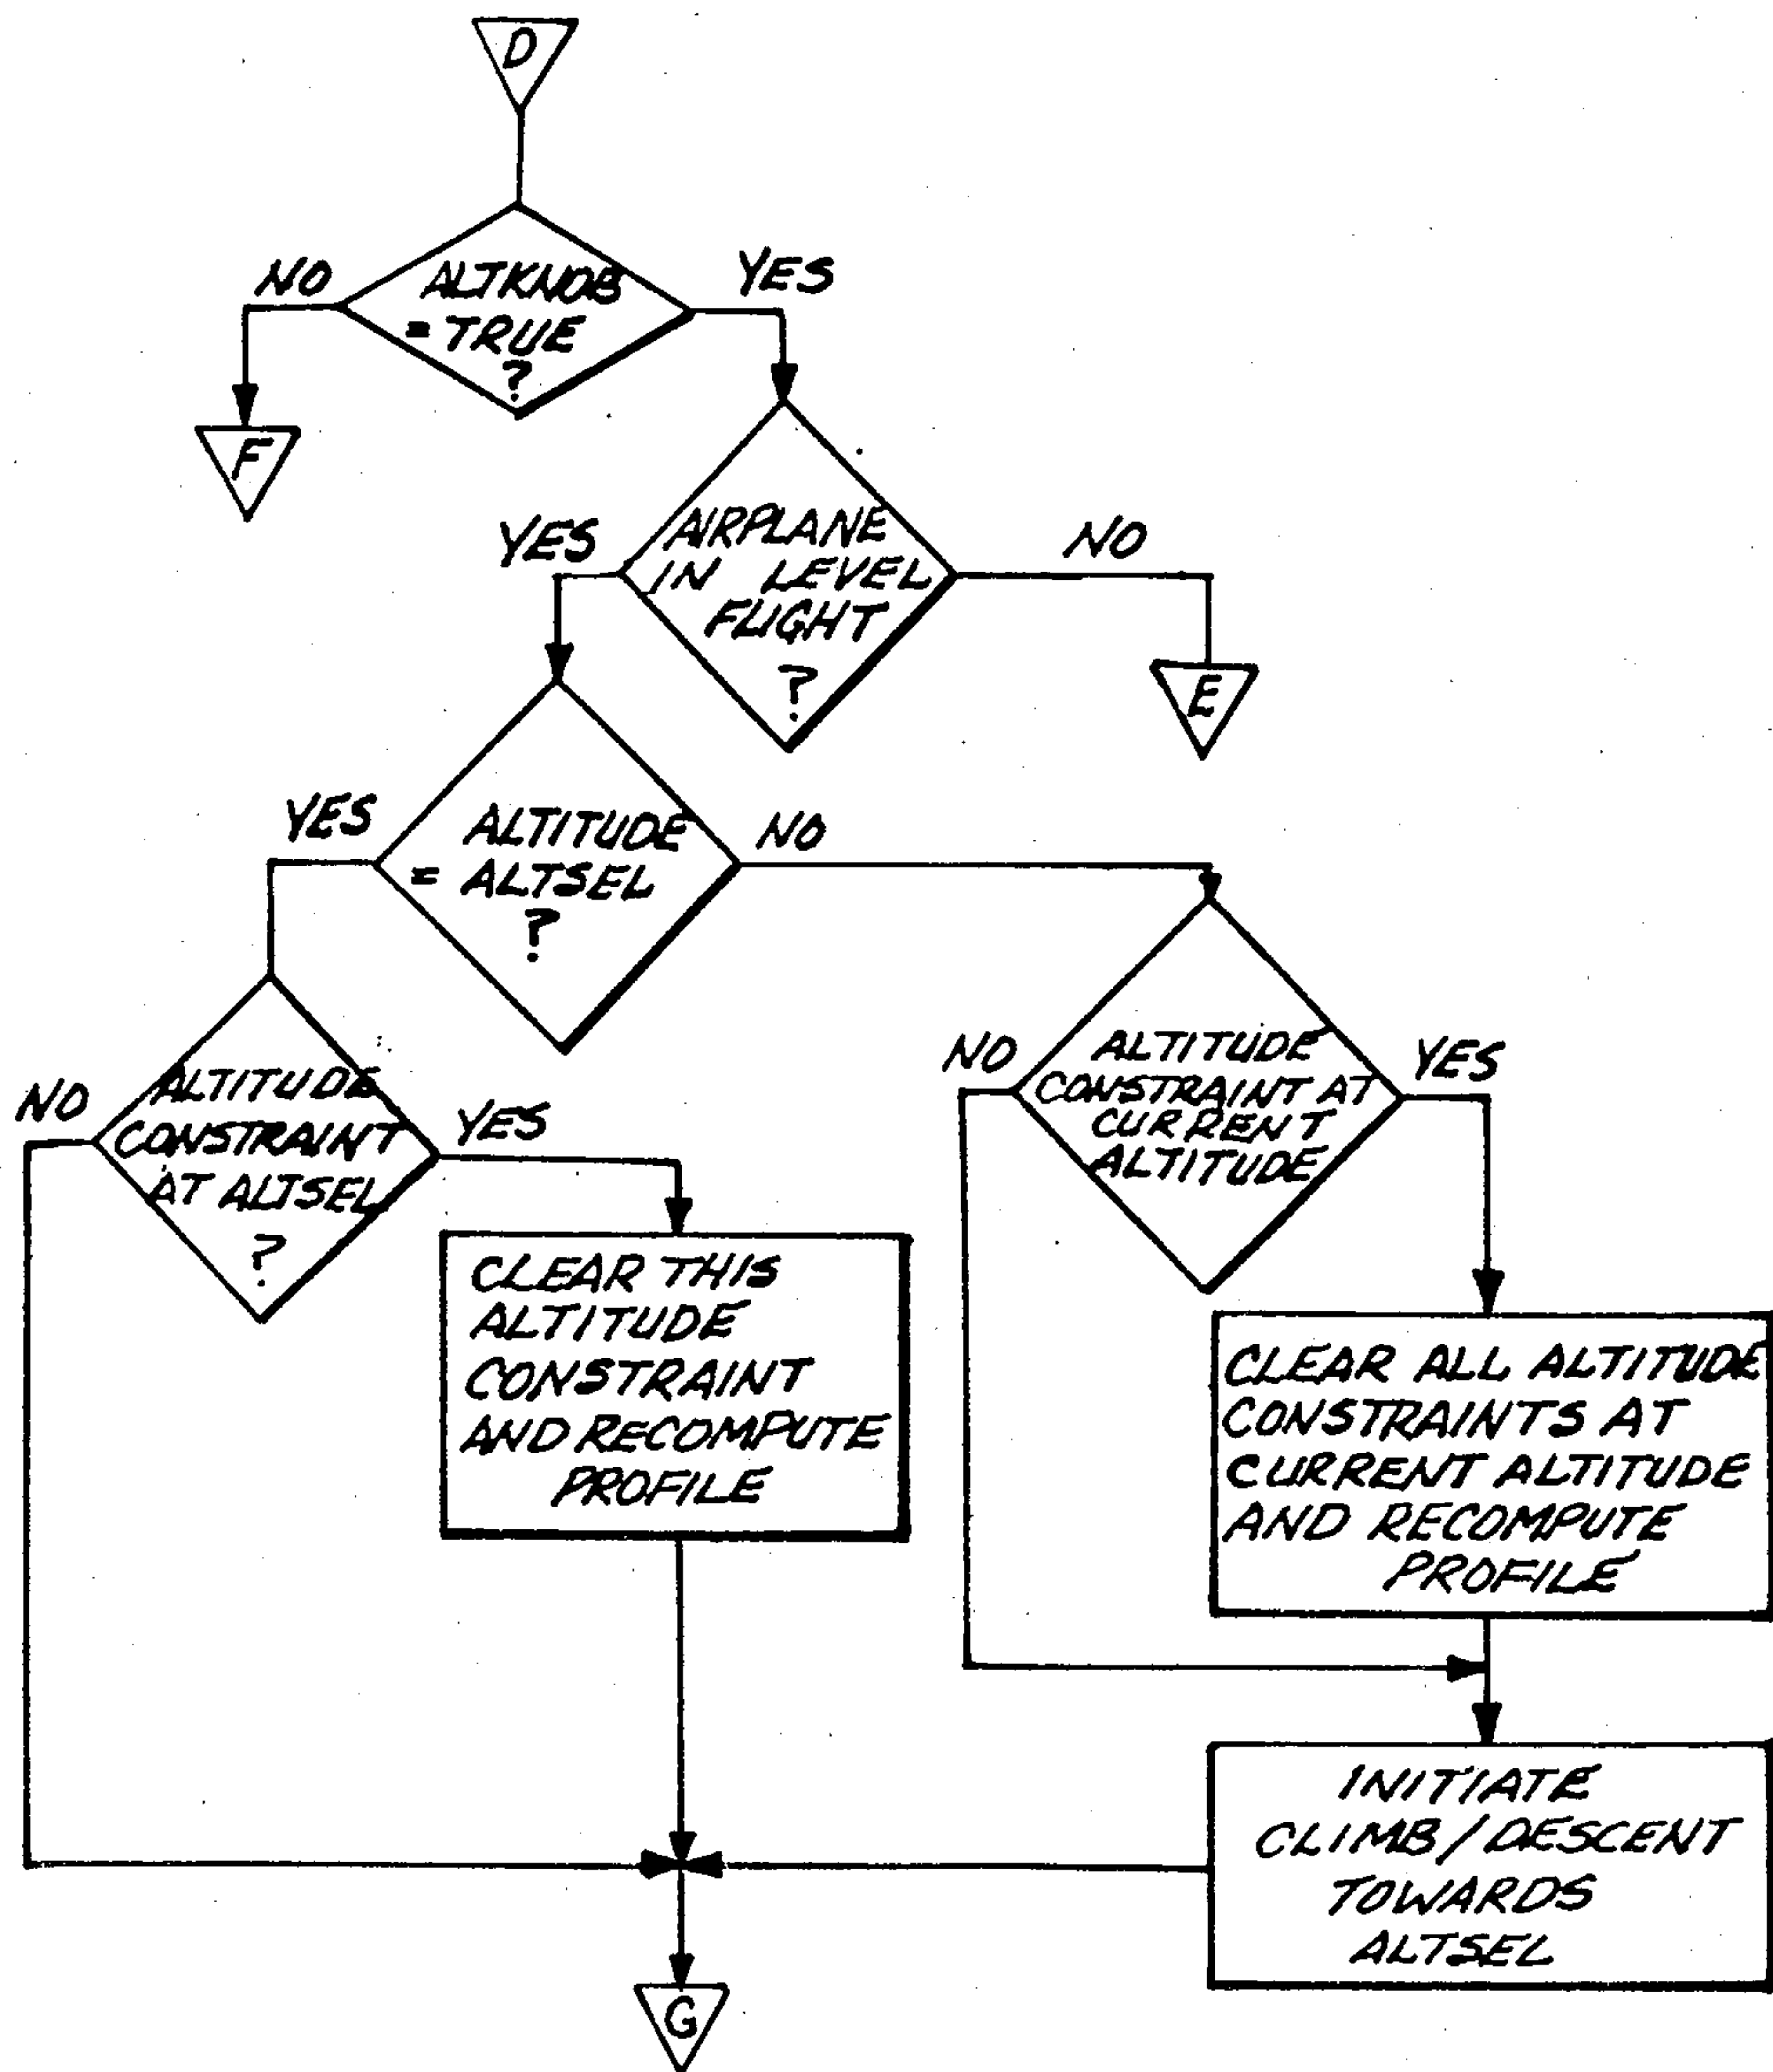 D
NO
ALTKNOB
= TRUE
?
YES
F
YES
AIRPLANE
IN LEVEL
FLIGHT
?
NO
E
YES
ALTITUDE
= ALTSEL
?
NO
NO
ALTITUDE
CONSTRAINT
AT ALTSEL
?
YES
NO
ALTITUDE
CONSTRAINT AT
CURRENT
ALTITUDE
YES
CLEAR THIS
ALTITUDE
CONSTRAINT
AND RECOMPUTE
PROFILE
CLEAR ALL ALTITUDE
CONSTRAINTS AT
CURRENT ALTITUDE
AND RECOMPUTE
PROFILE
INITIATE
CLIMB/DESCENT
TOWARDS
ALTSEL
G